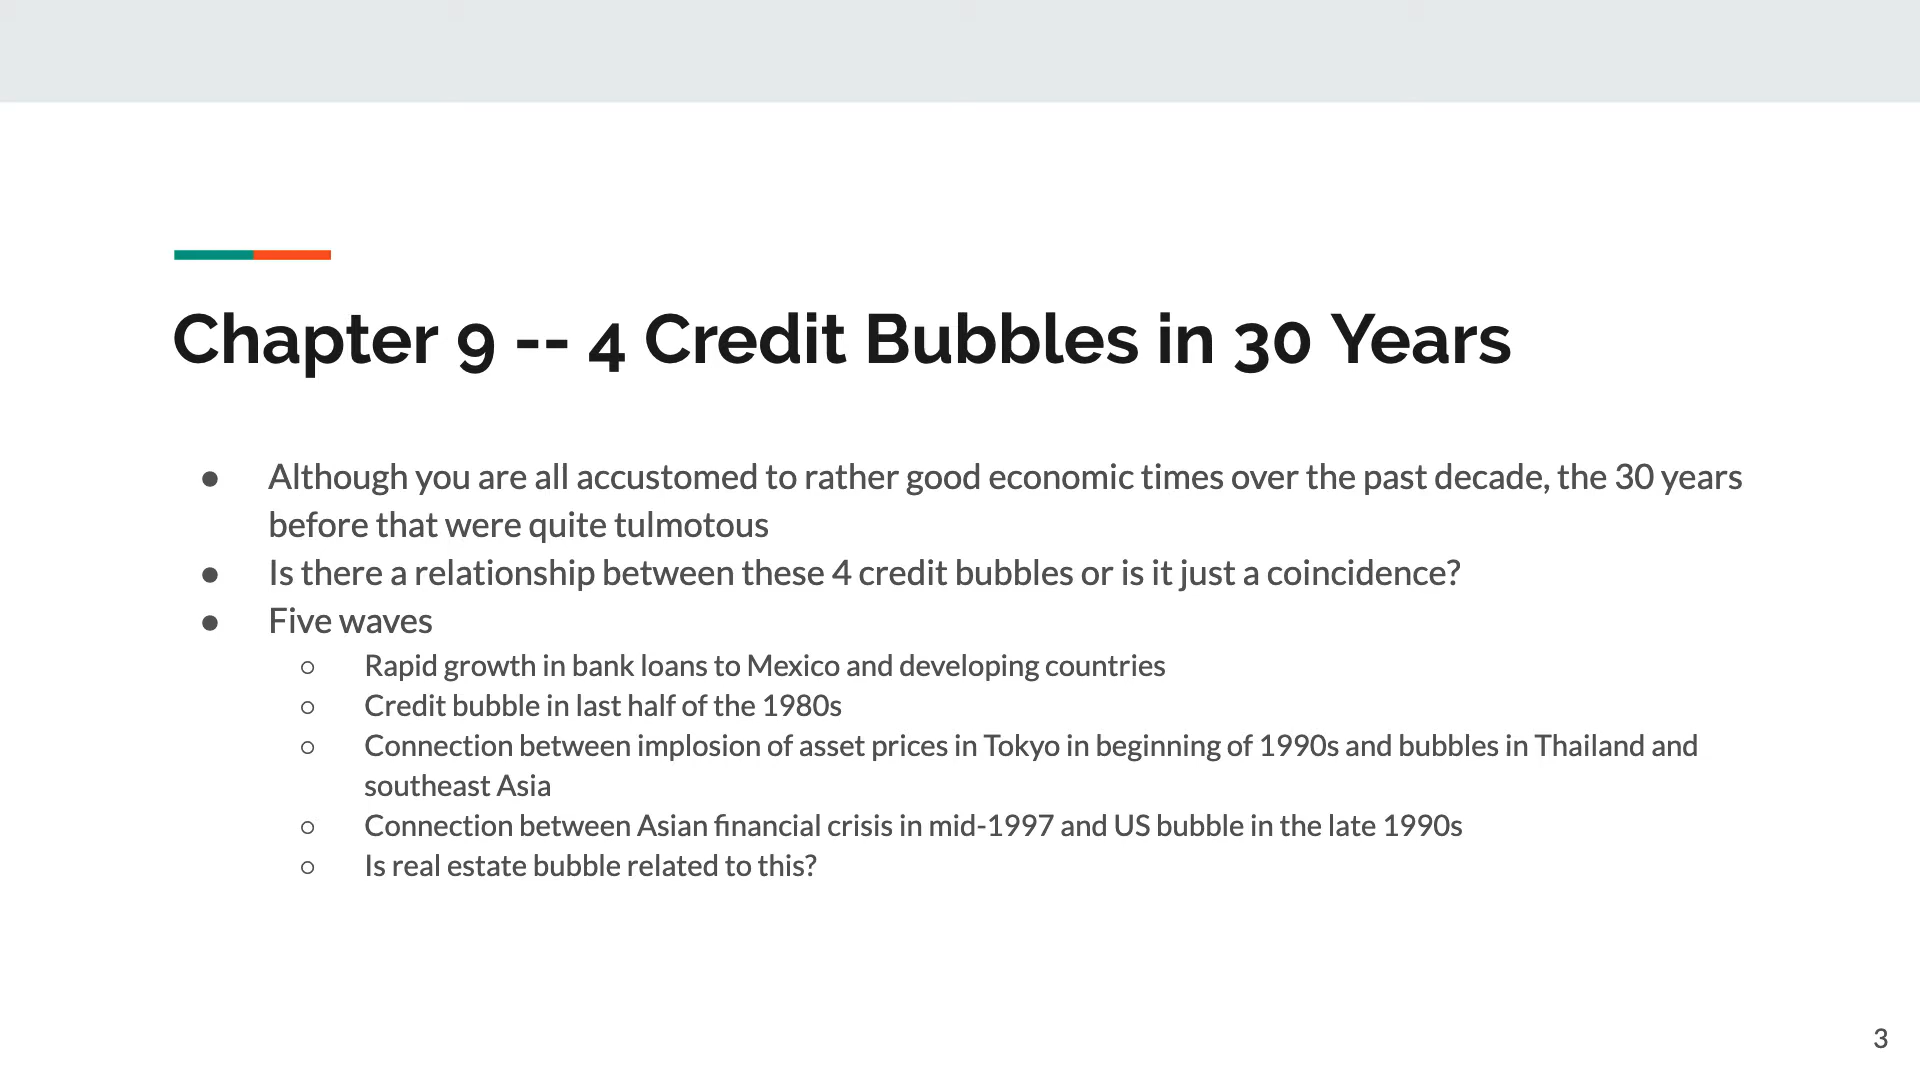 Chapter 9 -- 4 Credit Bubbles in 30 Years
● Although you are all accustomed to rather good economic times over the past decade, the 30 years
before that were quite tulmotous
● Is there a relationship between these 4 credit bubbles or is it just a coincidence?
● Five waves
○ Rapid growth in bank loans to Mexico and developing countries
○ Credit bubble in last half of the 1980s
○ Connection between implosion of asset prices in Tokyo in beginning of 1990s and bubbles in Thailand and
southeast Asia
○ Connection between Asian financial crisis in mid-1997 and US bubble in the late 1990s
○ Is real estate bubble related to this?
3